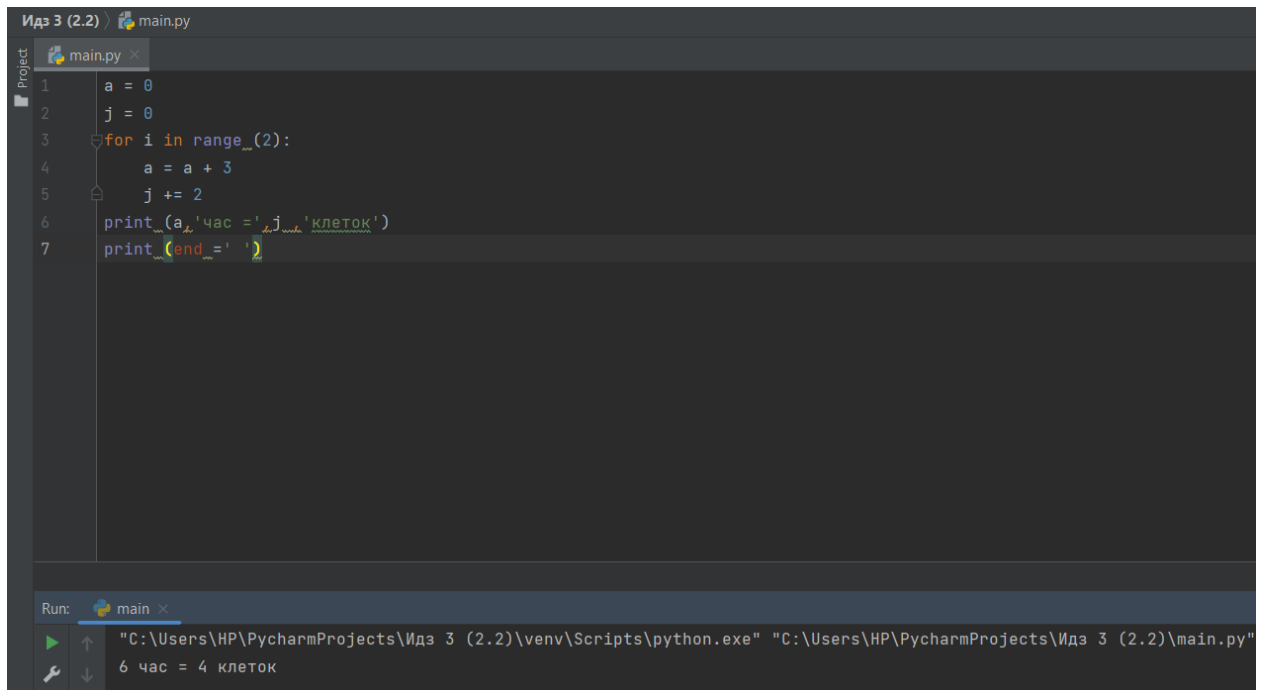 Идз 3 (2.2) 〉 main.py
Project
main.py ×
1 a = 0
2 j = 0
3 for i in range (2):
4     a = a + 3
5     j += 2
6 print (a,'час =',j ,'клеток')
7 print (end =' ')
Run: main ×
"C:\Users\HP\PycharmProjects\Идз 3 (2.2)\venv\Scripts\python.exe" "C:\Users\HP\PycharmProjects\Идз 3 (2.2)\main.py"
6 час = 4 клеток